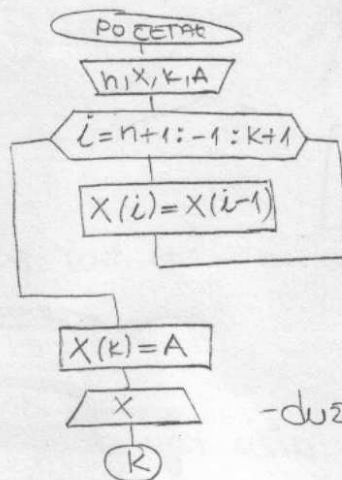 POČETAK
n, X, k, A
i = n+1 : -1 : k+1
X(i) = X(i-1)
X(k) = A
X
K